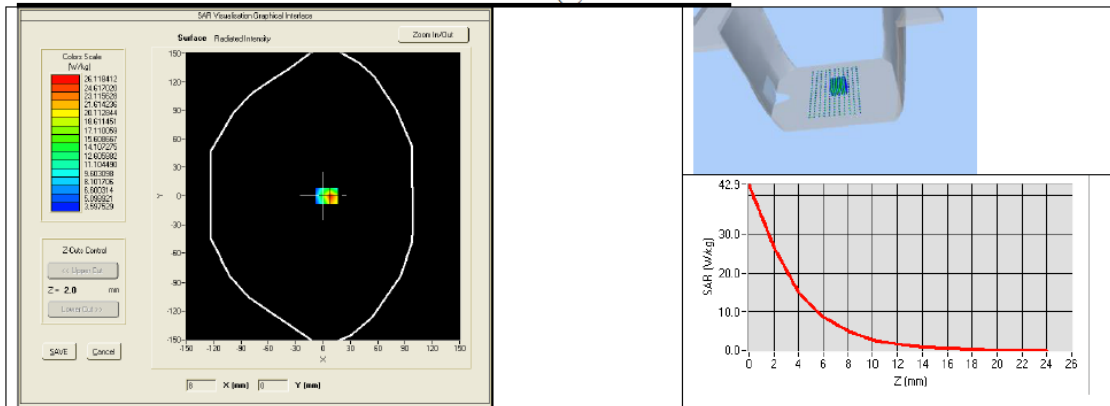 SAR Visualisation Graphical Interface
Surface Radiated Intensity
Zoom In/Out
Colors Scale
(W/kg)
26.118412
24.617020
23.115628
21.614236
20.112844
18.611451
17.110059
15.608667
14.107275
12.605882
11.104490
9.603098
8.101706
6.600314
5.098921
3.597529
150
90
60
30
Y
0
-30
-60
-90
-120
-150
-150 -120 -90 -60 -30 0 30 60 90 120 150
X
Z-Cuts Control
<< Upper Cut
Z = 2.0 mm
Lower Cut >>
SAVE Cancel
8 X (mm) 0 Y (mm)
42.9
30.0
SAR (W/kg)
20.0
10.0
0.0
0 2 4 6 8 10 12 14 16 18 20 22 24 26
Z (mm)